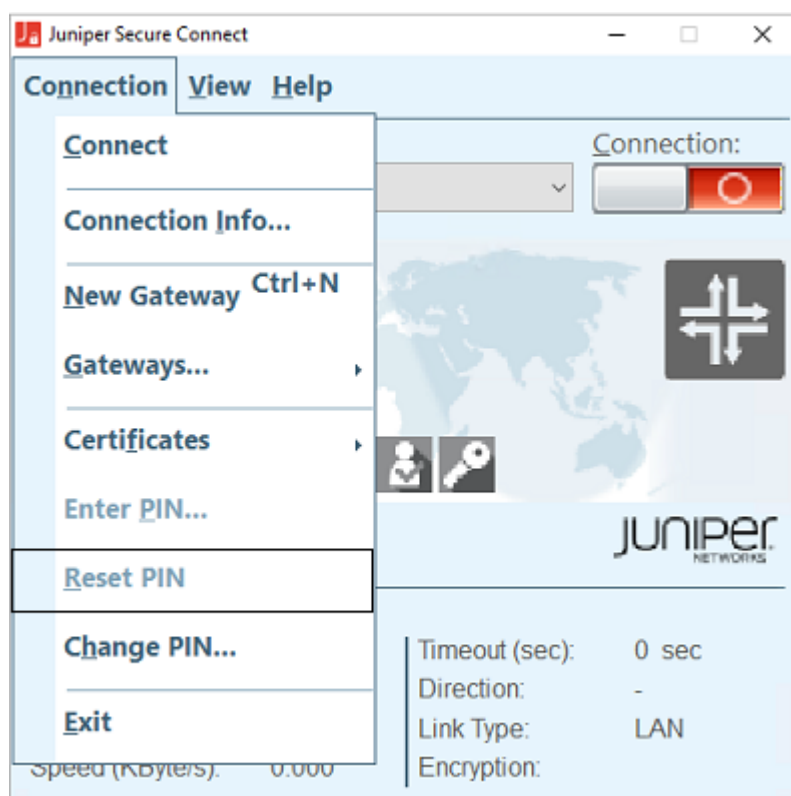 Juniper Secure Connect
Connection View Help
Connect
Connection:
Connection Info...
New Gateway Ctrl+N
Gateways...
Certificates
Enter PIN...
JUNIPER
NETWORKS
Reset PIN
Change PIN...
Timeout (sec): 0 sec
Direction: -
Exit
Link Type: LAN
Speed (KByte/s): 0.000
Encryption: